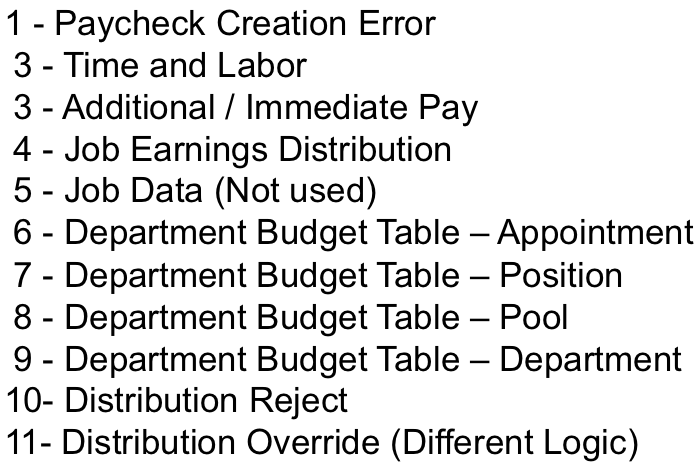 1 - Paycheck Creation Error
3 - Time and Labor
3 - Additional / Immediate Pay
4 - Job Earnings Distribution
5 - Job Data (Not used)
6 - Department Budget Table – Appointment
7 - Department Budget Table – Position
8 - Department Budget Table – Pool
9 - Department Budget Table – Department
10- Distribution Reject
11- Distribution Override (Different Logic)